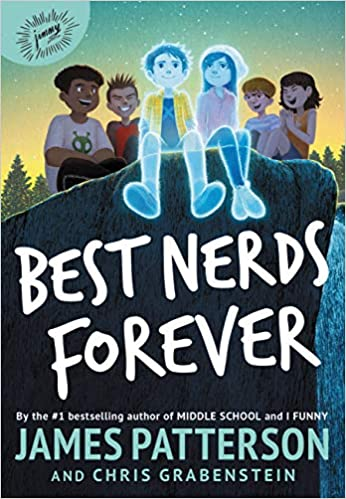 jimmy
BEST NERDS
FOREVER
By the #1 bestselling author of MIDDLE SCHOOL and I FUNNY
JAMES PATTERSON
AND CHRIS GRABENSTEIN